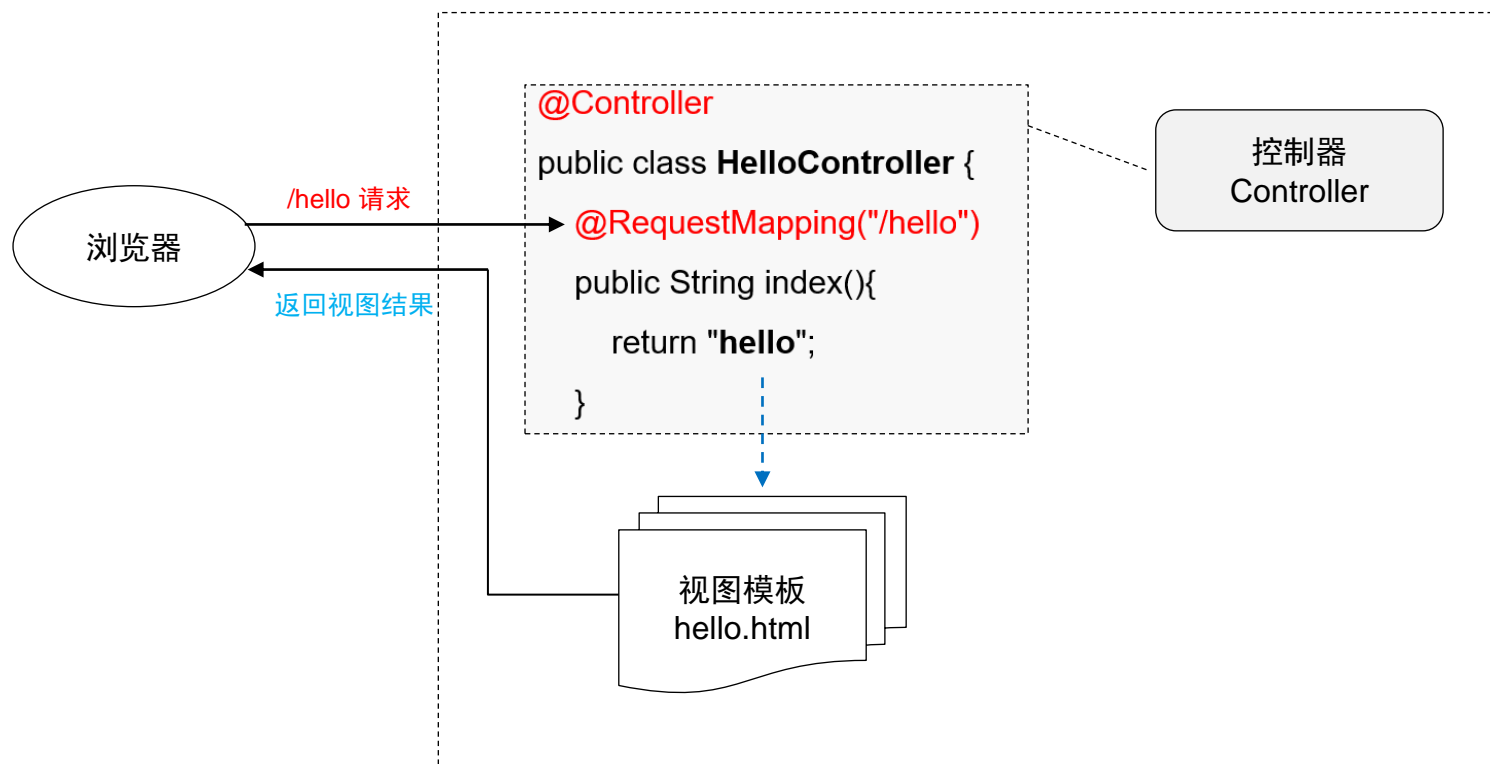 @Controller
public class HelloController {
@RequestMapping("/hello")
public String index(){
return "hello";
}
控制器
Controller
/hello 请求
浏览器
返回视图结果
视图模板
hello.html